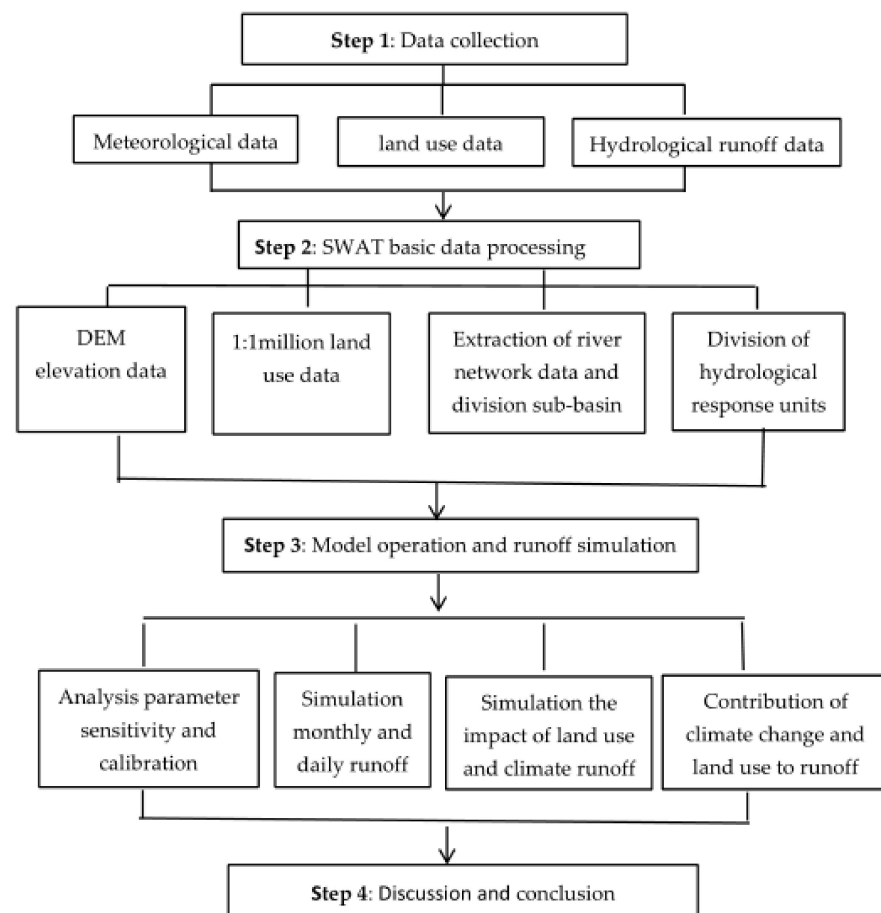 Step 1: Data collection
Meteorological data
land use data
Hydrological runoff data
Step 2: SWAT basic data processing
DEM
elevation data
1:1million land
use data
Extraction of river
network data and
division sub-basin
Division of
hydrological
response units
Step 3: Model operation and runoff simulation
Analysis parameter
sensitivity and
calibration
Simulation
monthly and
daily runoff
Simulation the
impact of land use
and climate runoff
Contribution of
climate change and
land use to runoff
Step 4: Discussion and conclusion